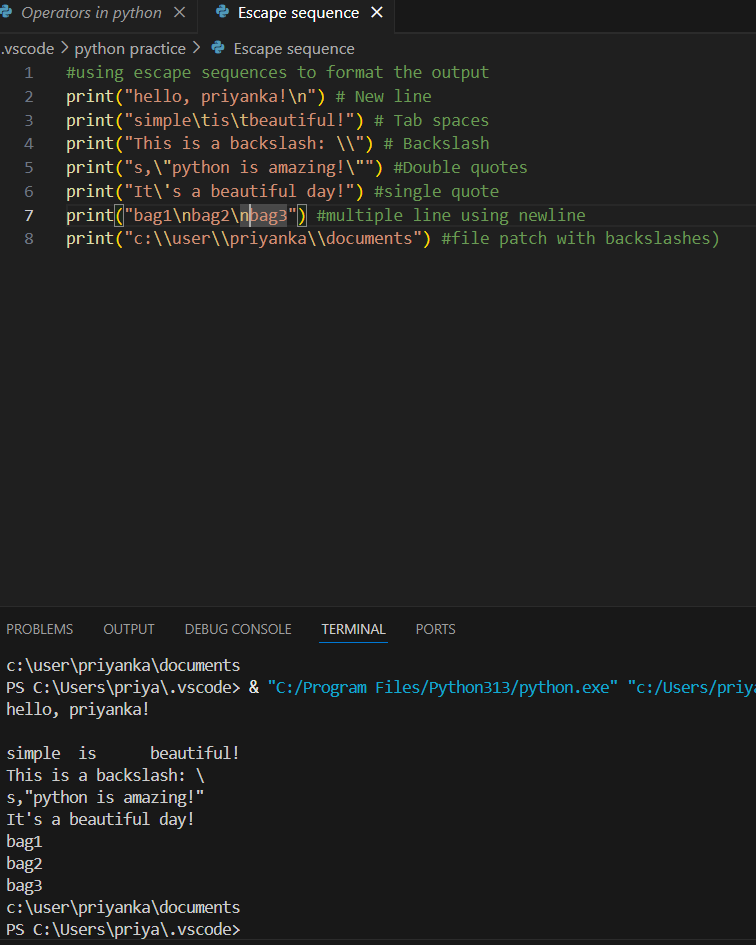 Operators in python Escape sequence
.vscode > python practice > Escape sequence
1 #using escape sequences to format the output
2 print("hello, priyanka!\n") # New line
3 print("simple\tis\tbeautiful!") # Tab spaces
4 print("This is a backslash: \\") # Backslash
5 print("s,\"python is amazing!\"") #Double quotes
6 print("It\'s a beautiful day!") #single quote
7 print("bag1\nbag2\nbag3") #multiple line using newline
8 print("c:\\user\\priyanka\\documents") #file patch with backslashes)
PROBLEMS OUTPUT DEBUG CONSOLE TERMINAL PORTS
c:\user\priyanka\documents
PS C:\Users\priya\.vscode> & "C:/Program Files/Python313/python.exe" "c:/Users/priya
hello, priyanka!
simple is beautiful!
This is a backslash: \
s,"python is amazing!"
It's a beautiful day!
bag1
bag2
bag3
c:\user\priyanka\documents
PS C:\Users\priya\.vscode>